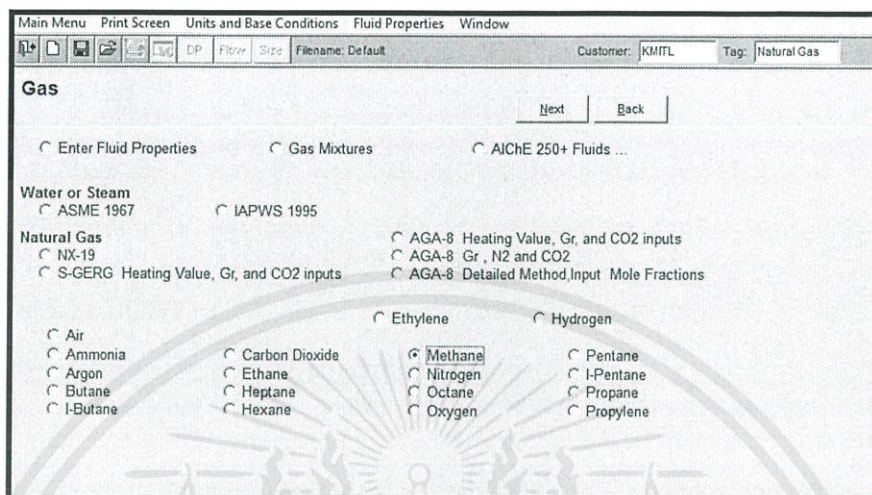 Main Menu Print Screen Units and Base Conditions Fluid Properties Window
DP Flow Size Filename: Default Customer: KMITL Tag: Natural Gas
Gas
Next Back
Enter Fluid Properties Gas Mixtures AIChE 250+ Fluids ...
Water or Steam
ASME 1967 IAPWS 1995
Natural Gas AGA-8 Heating Value, Gr, and CO2 inputs
NX-19 AGA-8 Gr , N2 and CO2
S-GERG Heating Value, Gr, and CO2 inputs AGA-8 Detailed Method,Input Mole Fractions
Ethylene Hydrogen
Air
Ammonia Carbon Dioxide Methane Pentane
Argon Ethane Nitrogen I-Pentane
Butane Heptane Octane Propane
I-Butane Hexane Oxygen Propylene